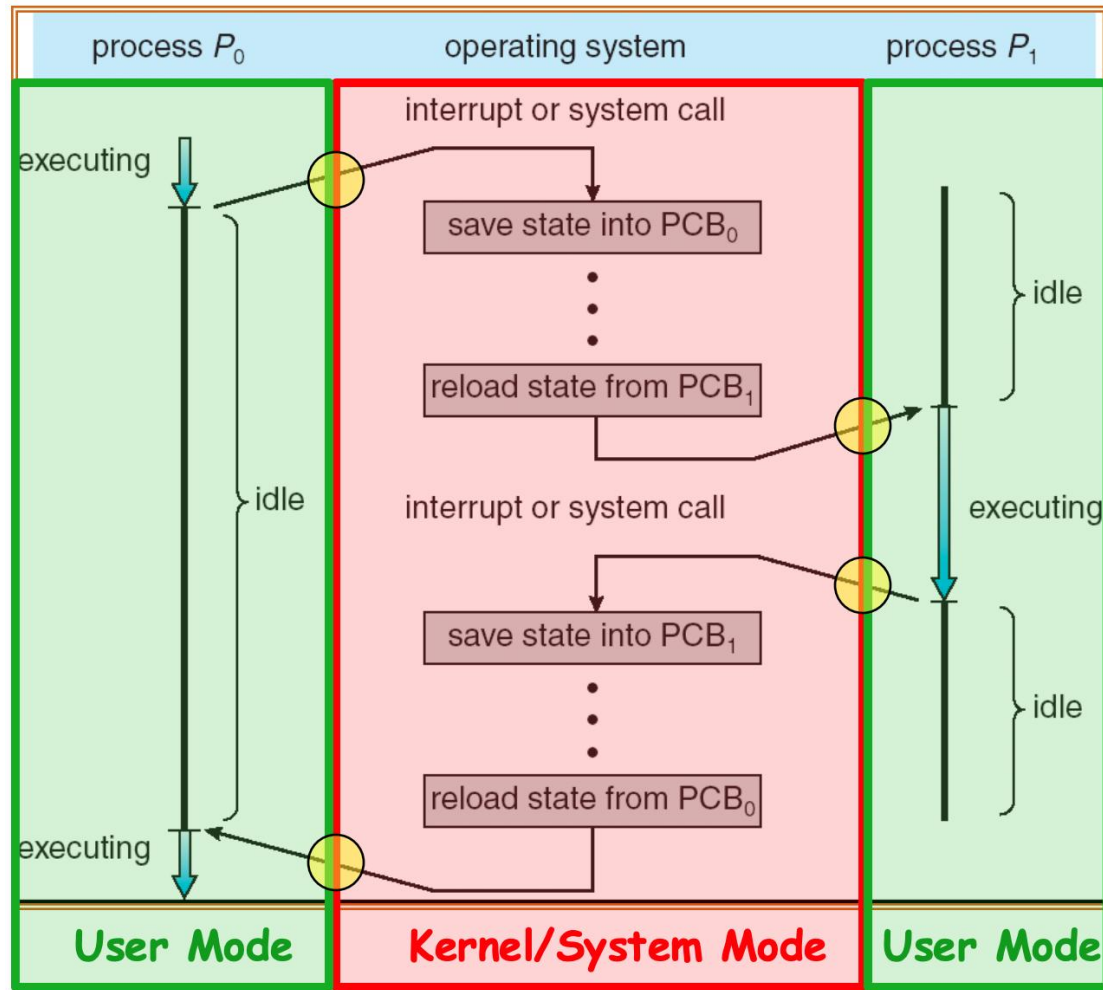 process P₀
operating system
process P₁
interrupt or system call
executing
save state into PCB₀
idle
reload state from PCB₁
idle
interrupt or system call
executing
save state into PCB₁
idle
reload state from PCB₀
executing
User Mode
Kernel/System Mode
User Mode